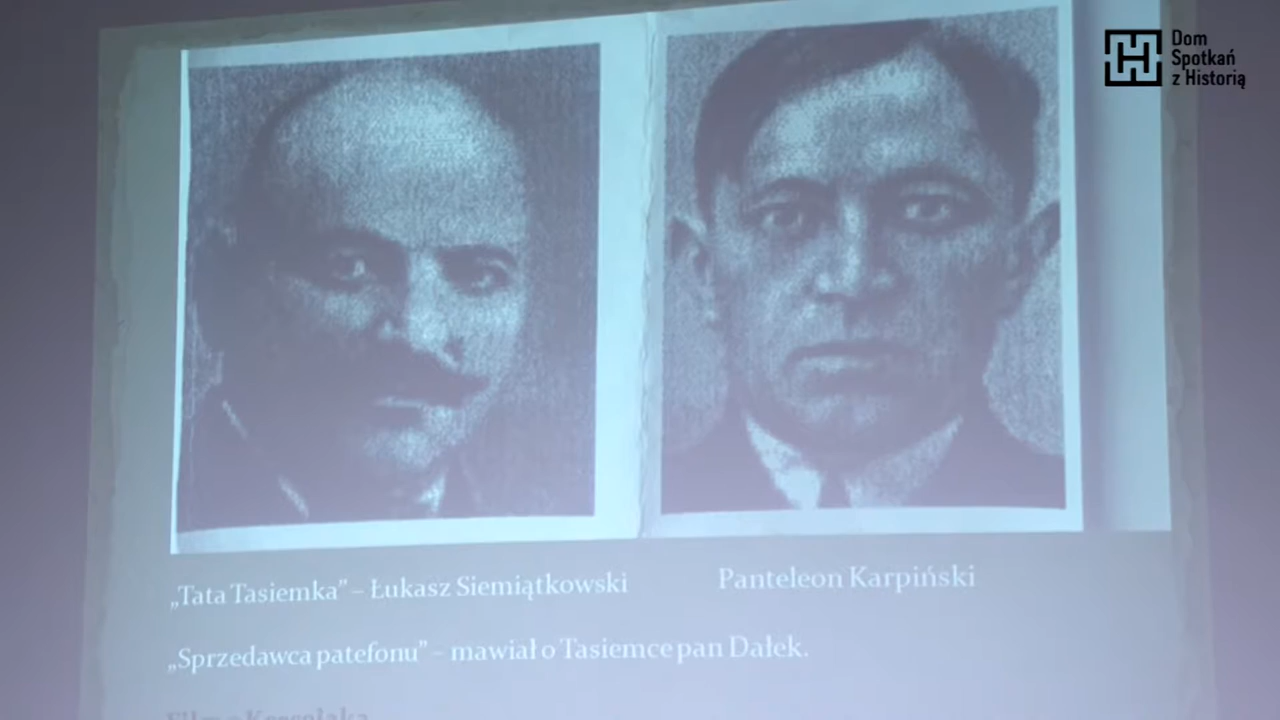 Dom
Spotkań
z Historią
„Tata Tasiemka” – Łukasz Siemiątkowski
Panteleon Karpiński
„Sprzedawca patefonu” – mawiał o Tasiemce pan Dałek.